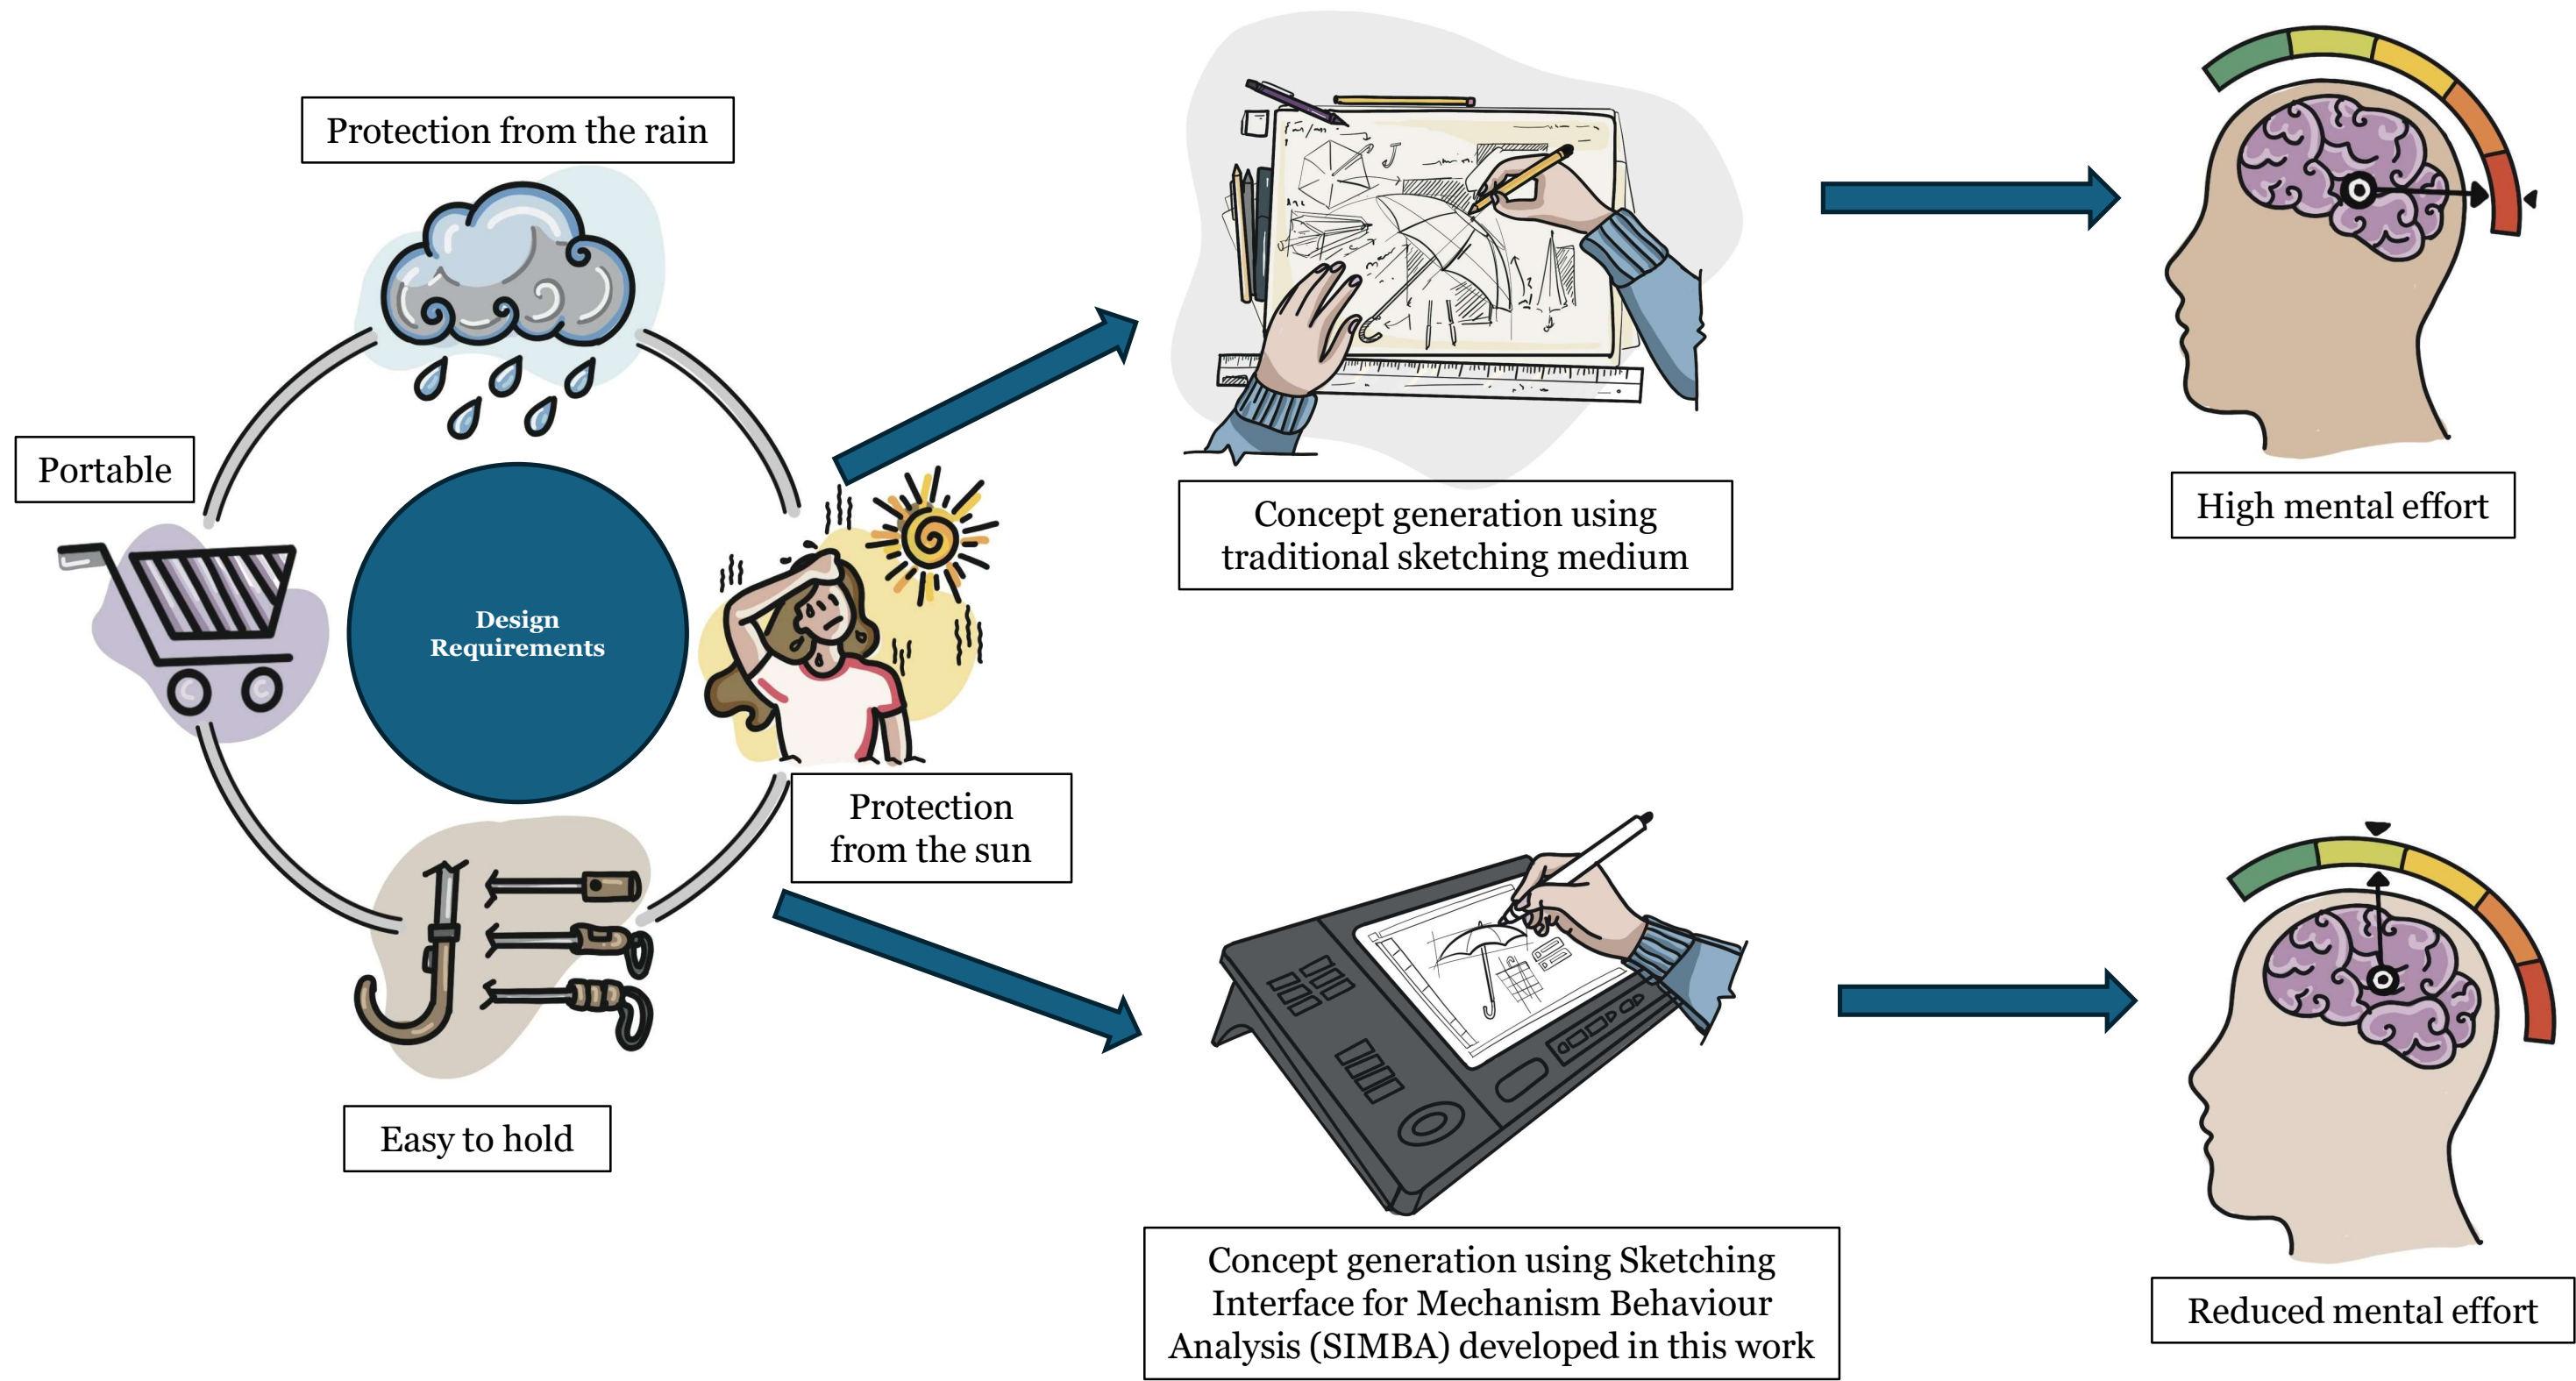 Protection from the rain
Portable
Design
Requirements
Protection
from the sun
Easy to hold
Concept generation using
traditional sketching medium
High mental effort
Concept generation using Sketching
Interface for Mechanism Behaviour
Analysis (SIMBA) developed in this work
Reduced mental effort